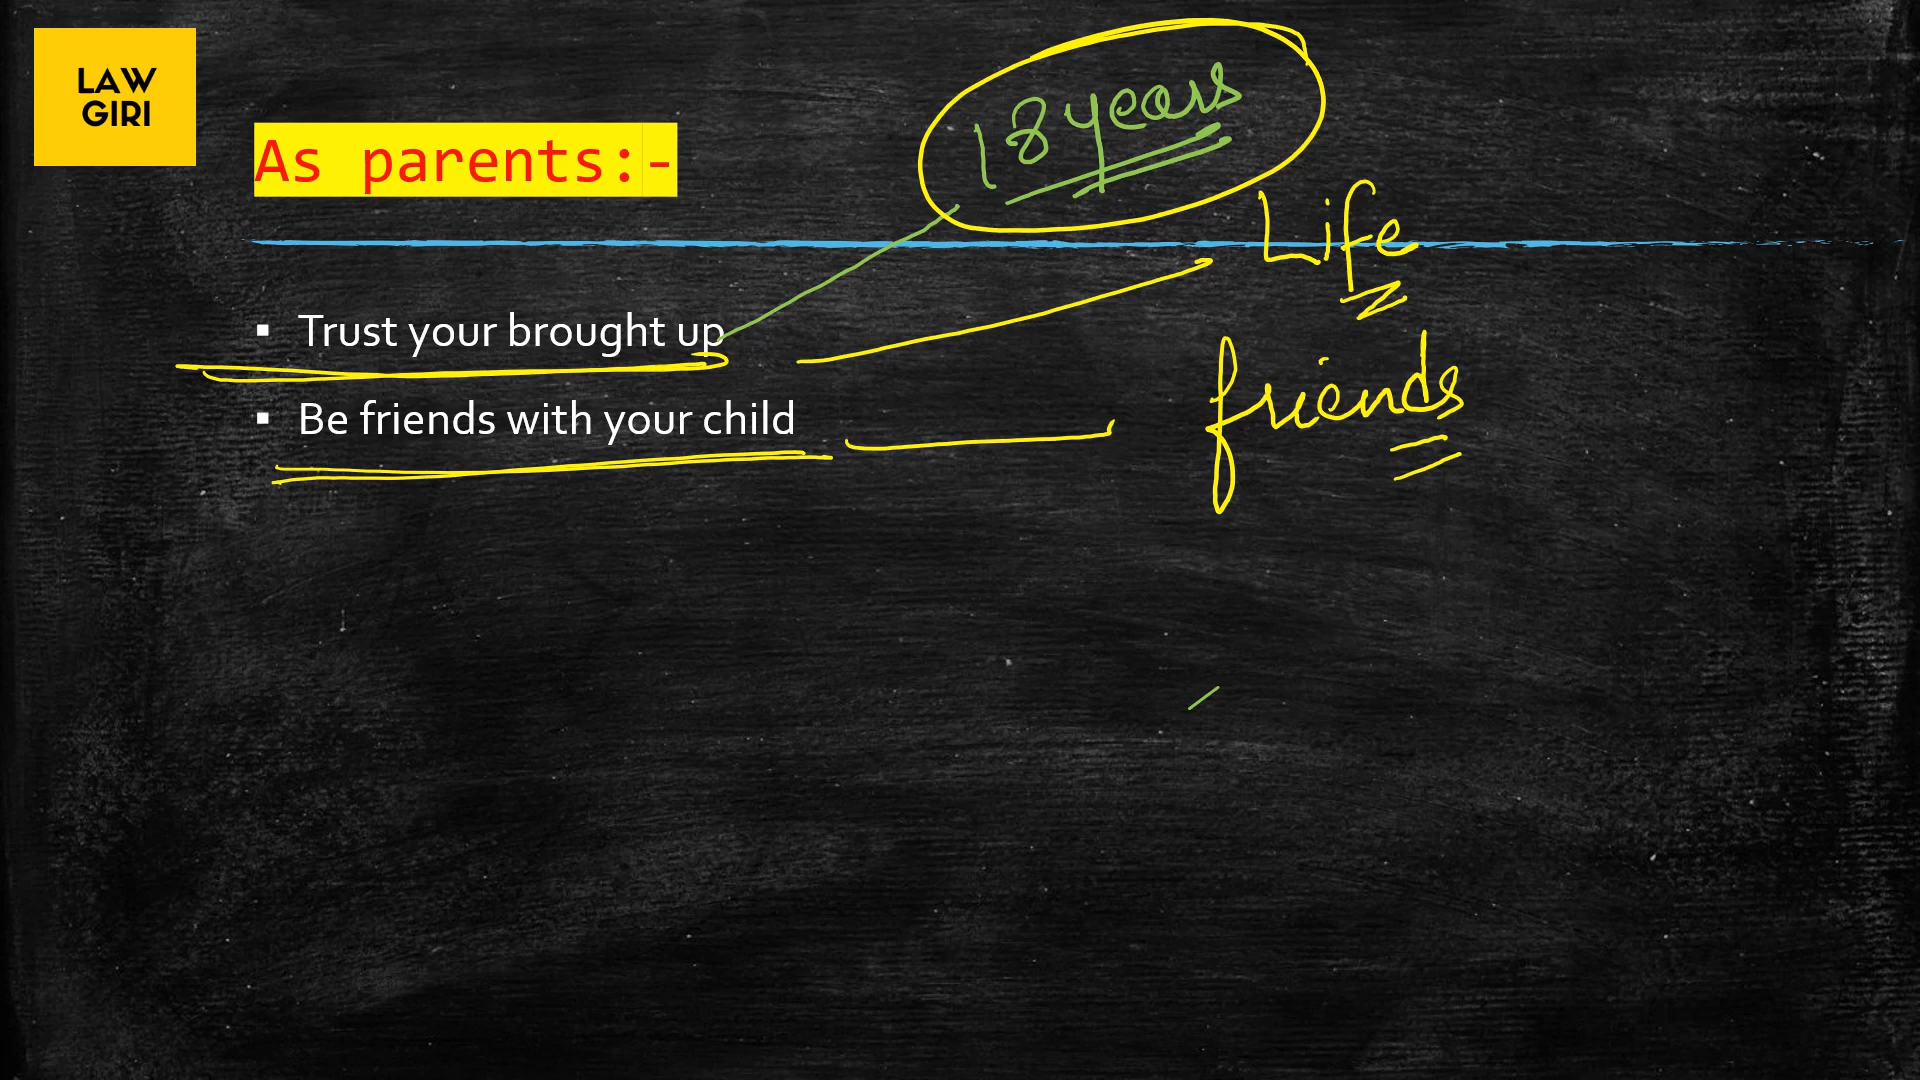 LAW
GIRI
18 years
As parents:-
Life
▪ Trust your brought up
▪ Be friends with your child
friends